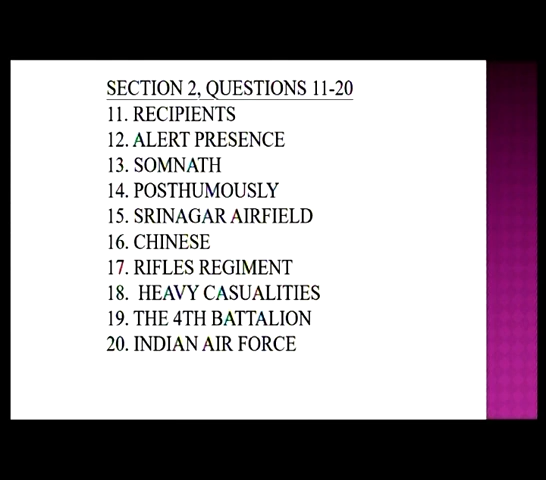 SECTION 2, QUESTIONS 11-20
11. RECIPIENTS
12. ALERT PRESENCE
13. SOMNATH
14. POSTHUMOUSLY
15. SRINAGAR AIRFIELD
16. CHINESE
17. RIFLES REGIMENT
18. HEAVY CASUALITIES
19. THE 4TH BATTALION
20. INDIAN AIR FORCE